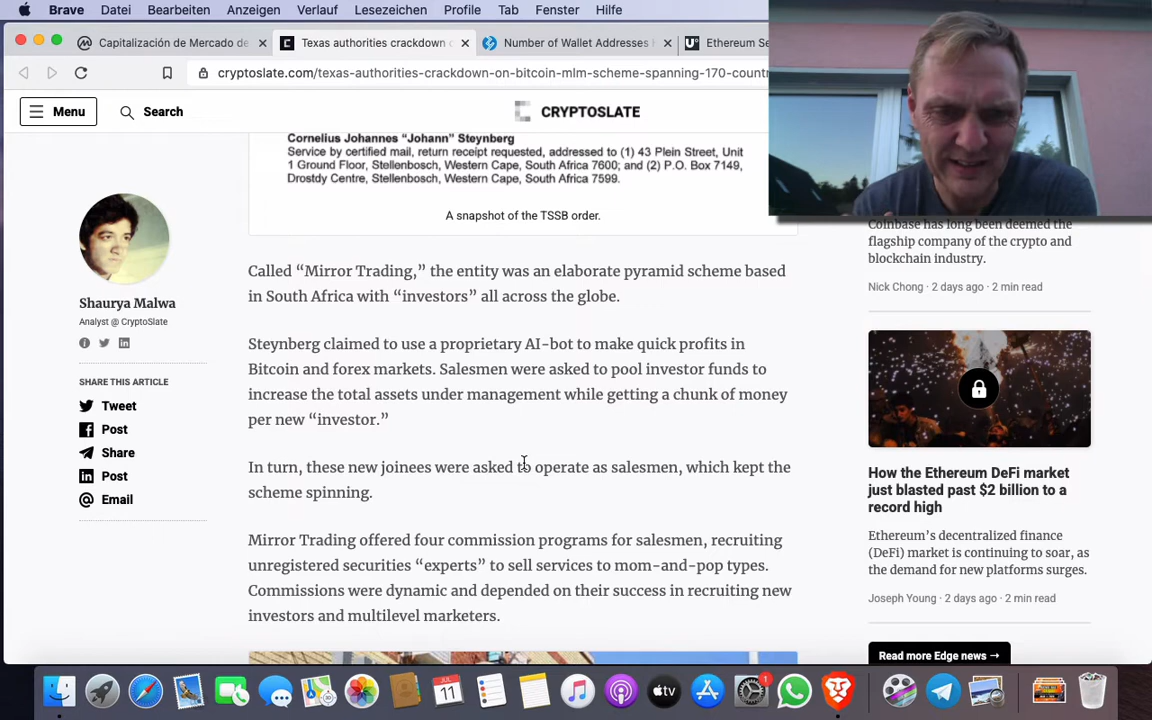 Brave Datei Bearbeiten Anzeigen Verlauf Lesezeichen Profile Tab Fenster Hilfe
Capitalización de Mercado de
Texas authorities crackdown
Number of Wallet Addresses
Ethereum Se
cryptoslate.com/texas-authorities-crackdown-on-bitcoin-mlm-scheme-spanning-170-countr
Menu
Search
CRYPTOSLATE
Cornelius Johannes “Johann” Steynberg
Service by certified mail, return receipt requested, addressed to (1) 43 Plein Street, Unit
1 Ground Floor, Stellenbosch, Western Cape, South Africa 7600; and (2) P.O. Box 7149,
Drostdy Centre, Stellenbosch, Western Cape, South Africa 7599.
A snapshot of the TSSB order.
Shaurya Malwa
Analyst @ CryptoSlate
SHARE THIS ARTICLE
Tweet
Post
Share
Post
Email
Called “Mirror Trading,” the entity was an elaborate pyramid scheme based
in South Africa with “investors” all across the globe.
Steynberg claimed to use a proprietary AI-bot to make quick profits in
Bitcoin and forex markets. Salesmen were asked to pool investor funds to
increase the total assets under management while getting a chunk of money
per new “investor.”
In turn, these new joinees were asked to operate as salesmen, which kept the
scheme spinning.
Mirror Trading offered four commission programs for salesmen, recruiting
unregistered securities “experts” to sell services to mom-and-pop types.
Commissions were dynamic and depended on their success in recruiting new
investors and multilevel marketers.
Coinbase has long been deemed the
flagship company of the crypto and
blockchain industry.
Nick Chong · 2 days ago · 2 min read
How the Ethereum DeFi market
just blasted past $2 billion to a
record high
Ethereum’s decentralized finance
(DeFi) market is continuing to soar, as
the demand for new platforms surges.
Joseph Young · 2 days ago · 2 min read
Read more Edge news →
JUL
11
tv
1